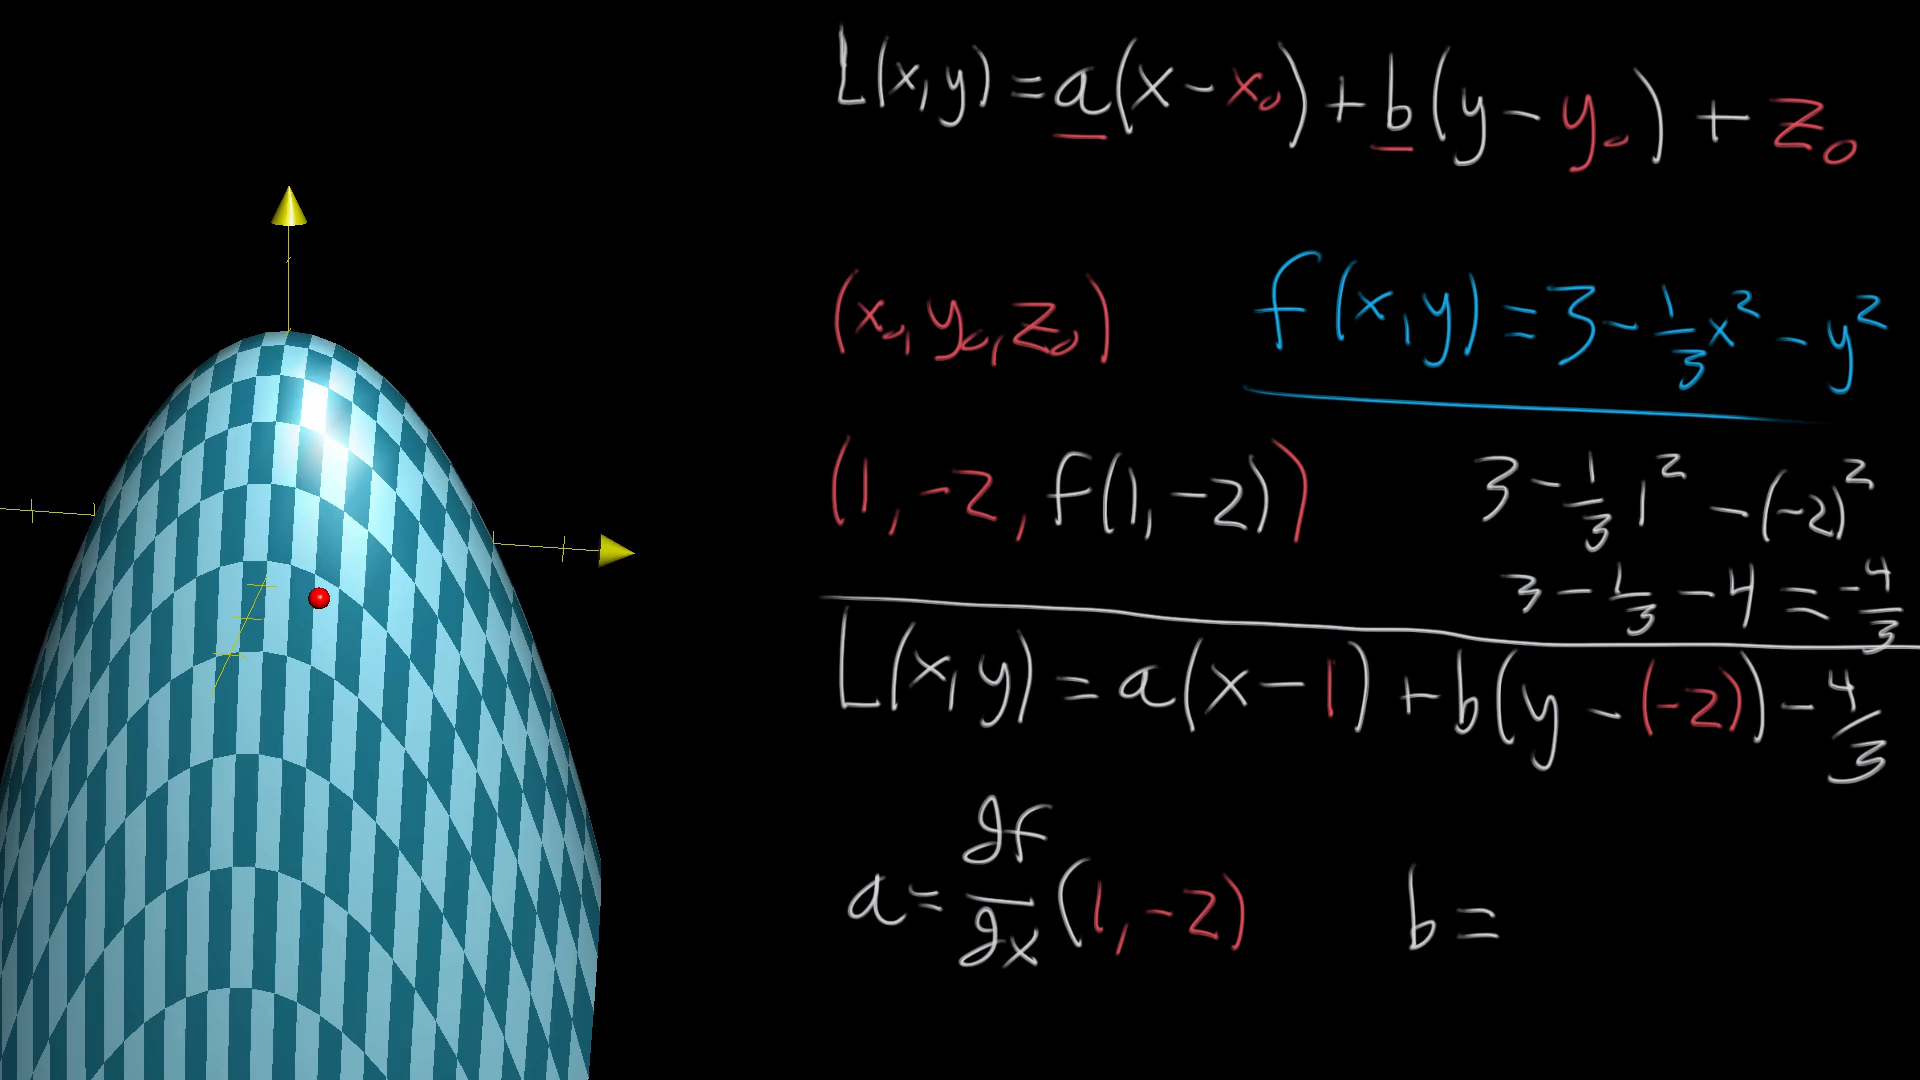 L(x,y) = a(x - x₀) + b(y - y₀) + z₀
(x₀, y₀, z₀)
f(x,y) = 3 - 1/3 x² - y²
(1, -2, f(1,-2))
3 - 1/3 1² - (-2)²
3 - 1/3 - 4 = -4/3
L(x,y) = a(x - 1) + b(y - (-2)) - 4/3
a = ∂f/∂x (1, -2)
b =